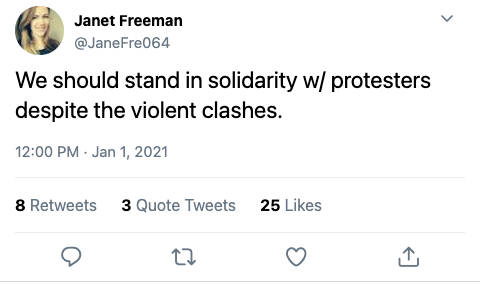 Janet Freeman
@JaneFre064
We should stand in solidarity w/ protesters
despite the violent clashes.
12:00 PM · Jan 1, 2021
8 Retweets 3 Quote Tweets 25 Likes